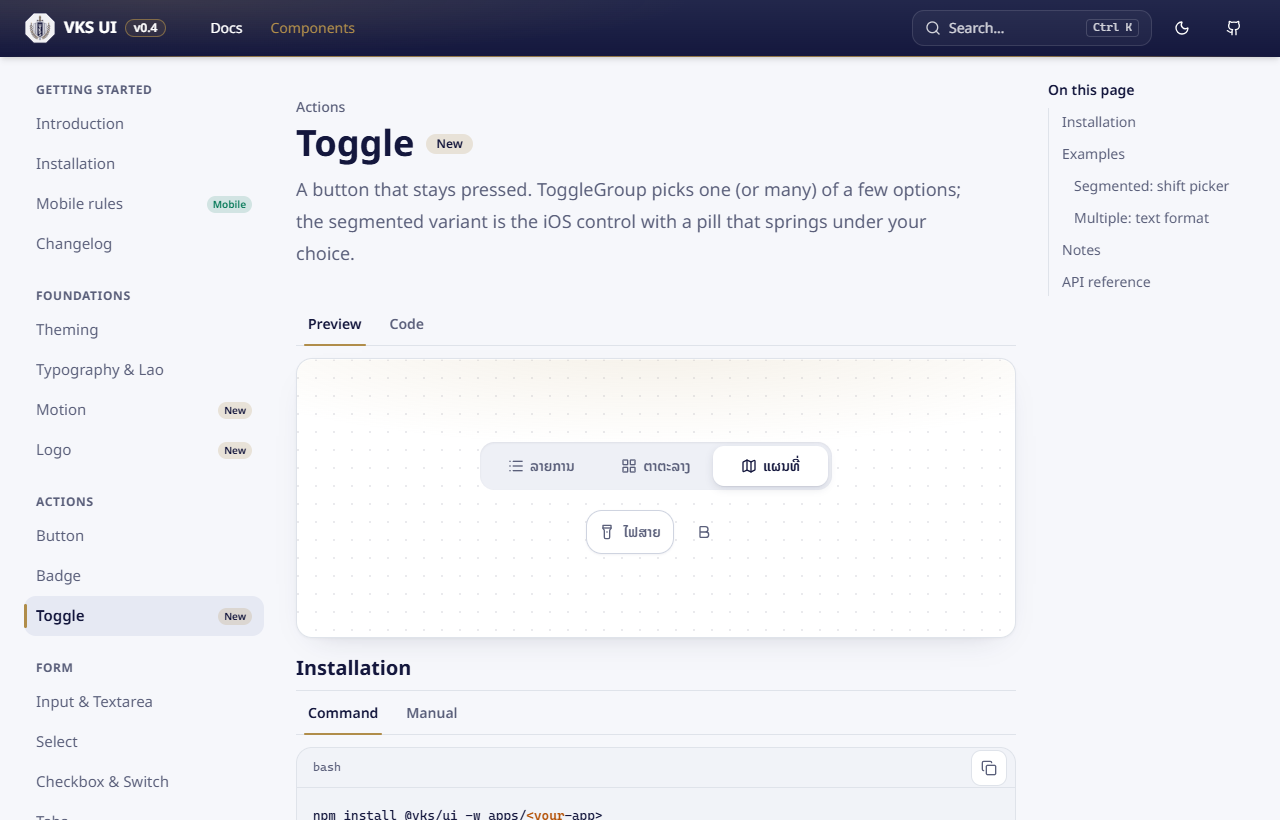 VKS UI v0.4 Docs Components Search... Ctrl K
GETTING STARTED
Introduction
Installation
Mobile rules Mobile
Changelog
FOUNDATIONS
Theming
Typography & Lao
Motion New
Logo New
ACTIONS
Button
Badge
Toggle New
FORM
Input & Textarea
Select
Checkbox & Switch
Tabs
Actions
Toggle New
A button that stays pressed. ToggleGroup picks one (or many) of a few options;
the segmented variant is the iOS control with a pill that springs under your
choice.
Preview Code
ລາຍການ ຕາຕະລາງ ແຜນທີ່
ໄຟສາຍ B
Installation
Command Manual
bash
npm install @vks/ui -w apps/<your-app>
On this page
Installation
Examples
Segmented: shift picker
Multiple: text format
Notes
API reference